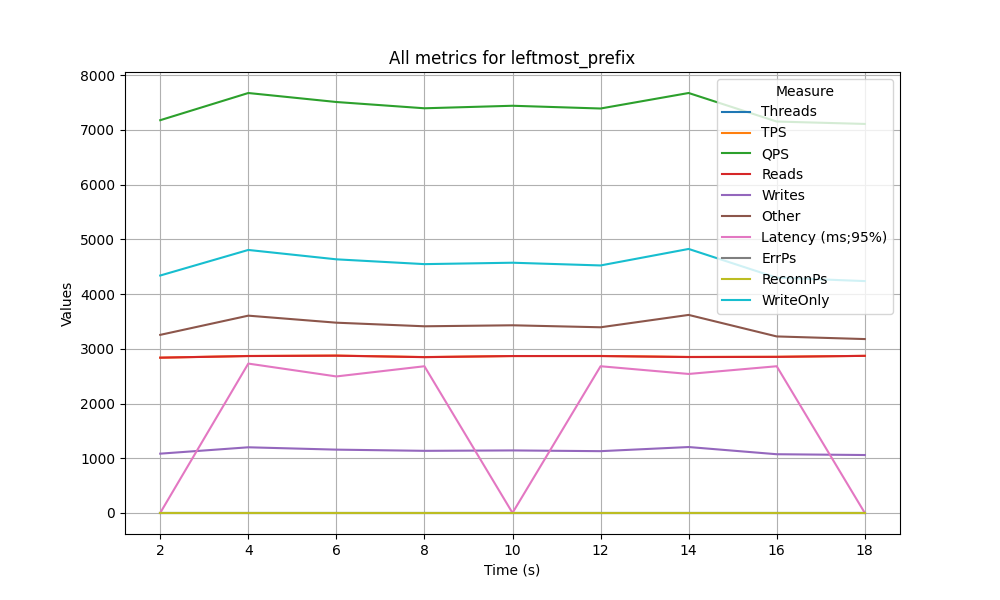 All metrics for leftmost_prefix
Values
8000
7000
6000
5000
4000
3000
2000
1000
0
Measure
Threads
TPS
QPS
Reads
Writes
Other
Latency (ms;95%)
ErrPs
ReconnPs
WriteOnly
2 4 6 8 10 12 14 16 18
Time (s)